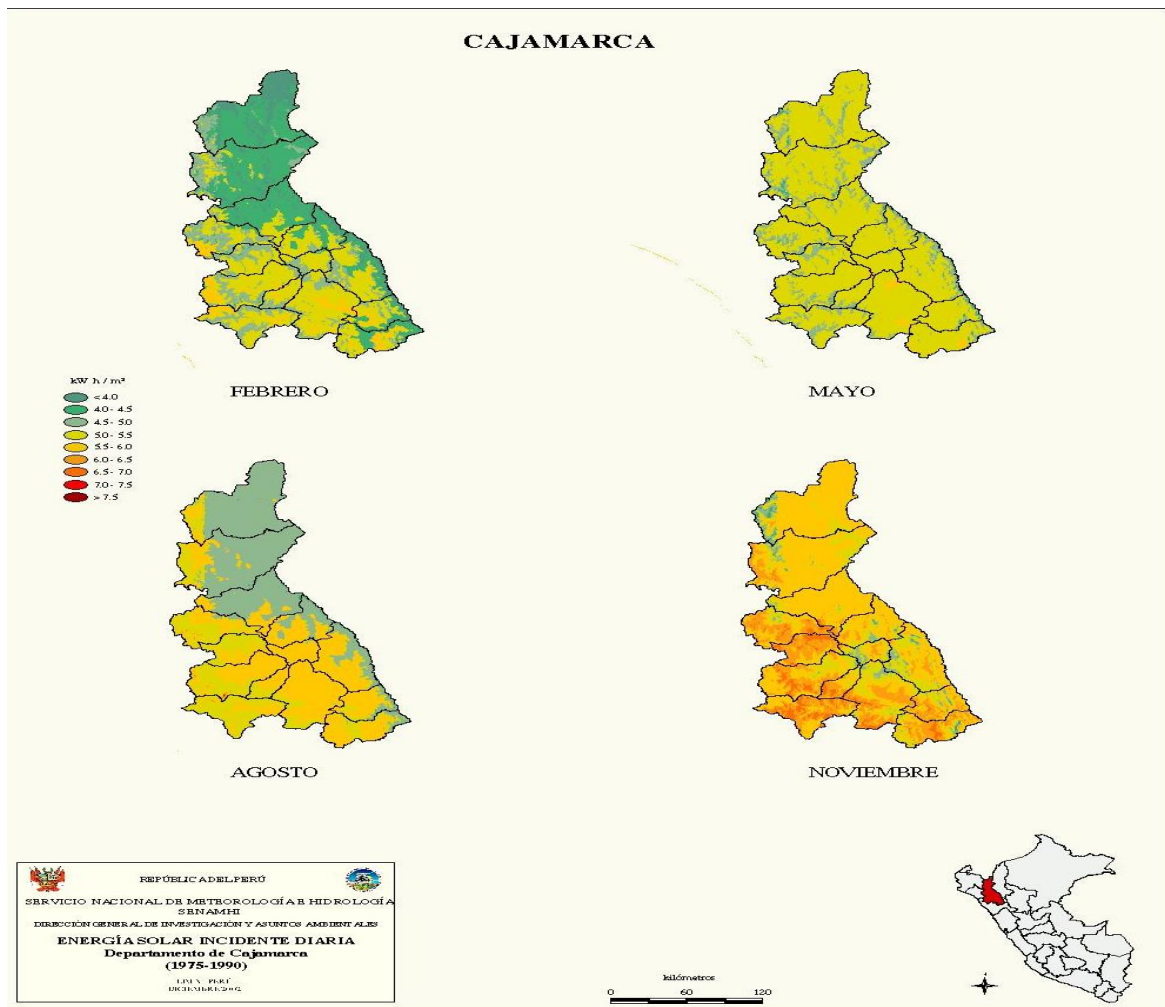 CAJAMARCA
FEBRERO
MAYO
kW h / m²
< 4.0
4.0 - 4.5
4.5 - 5.0
5.0 - 5.5
5.5 - 6.0
6.0 - 6.5
6.5 - 7.0
7.0 - 7.5
> 7.5
AGOSTO
NOVIEMBRE
REPÚBLICA DEL PERÚ
SERVICIO NACIONAL DE METEOROLOGÍA E HIDROLOGÍA
SENAMHI
DIRECCIÓN GENERAL DE INVESTIGACIÓN Y ASUNTOS AMBIENTALES
ENERGÍA SOLAR INCIDENTE DIARIA
Departamento de Cajamarca
(1975-1990)
LIMA - PERÚ
DICIEMBRE 2002
kilómetros
0 60 120